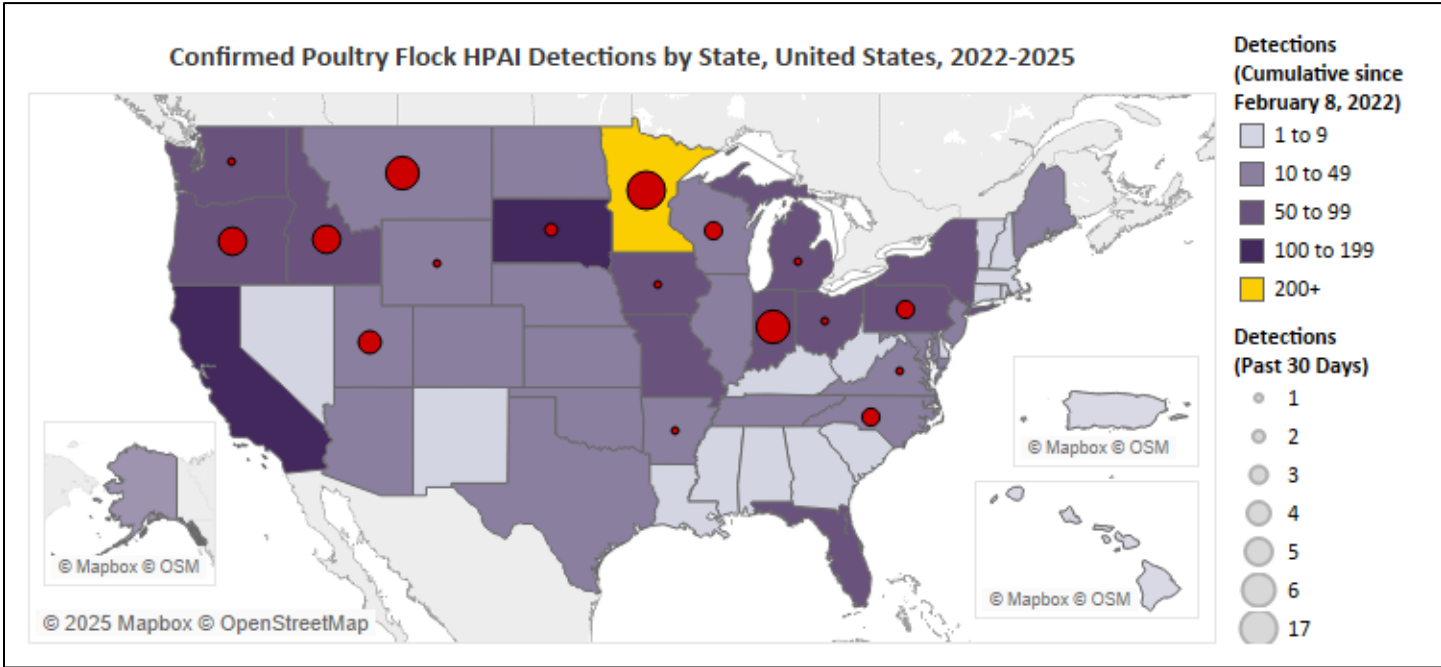 Confirmed Poultry Flock HPAI Detections by State, United States, 2022-2025
Detections
(Cumulative since
February 8, 2022)
1 to 9
10 to 49
50 to 99
100 to 199
200+
Detections
(Past 30 Days)
1
2
3
4
5
6
17
© Mapbox © OSM
© Mapbox © OSM
© Mapbox © OSM
© 2025 Mapbox © OpenStreetMap